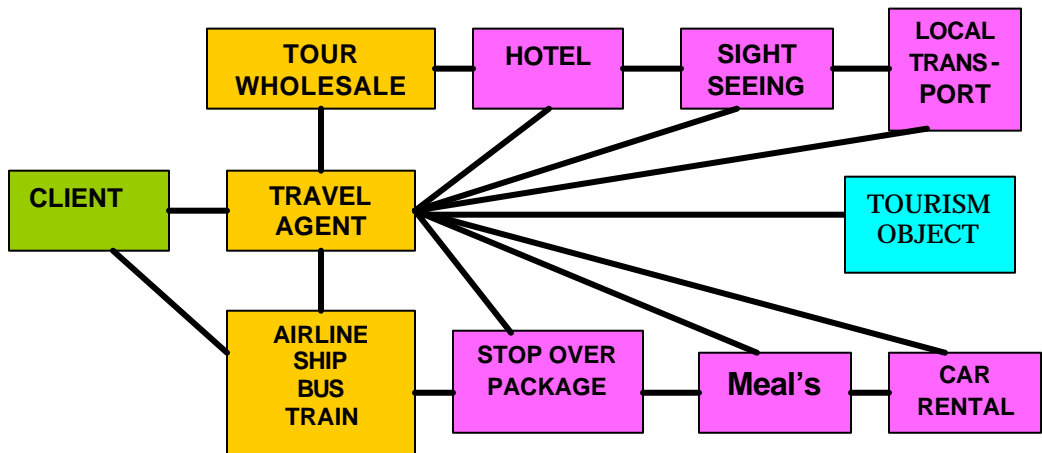 TOUR
WHOLESALE
HOTEL
SIGHT
SEEING
LOCAL
TRANS -
PORT
CLIENT
TRAVEL
AGENT
TOURISM
OBJECT
AIRLINE
SHIP
BUS
TRAIN
STOP OVER
PACKAGE
Meal's
CAR
RENTAL